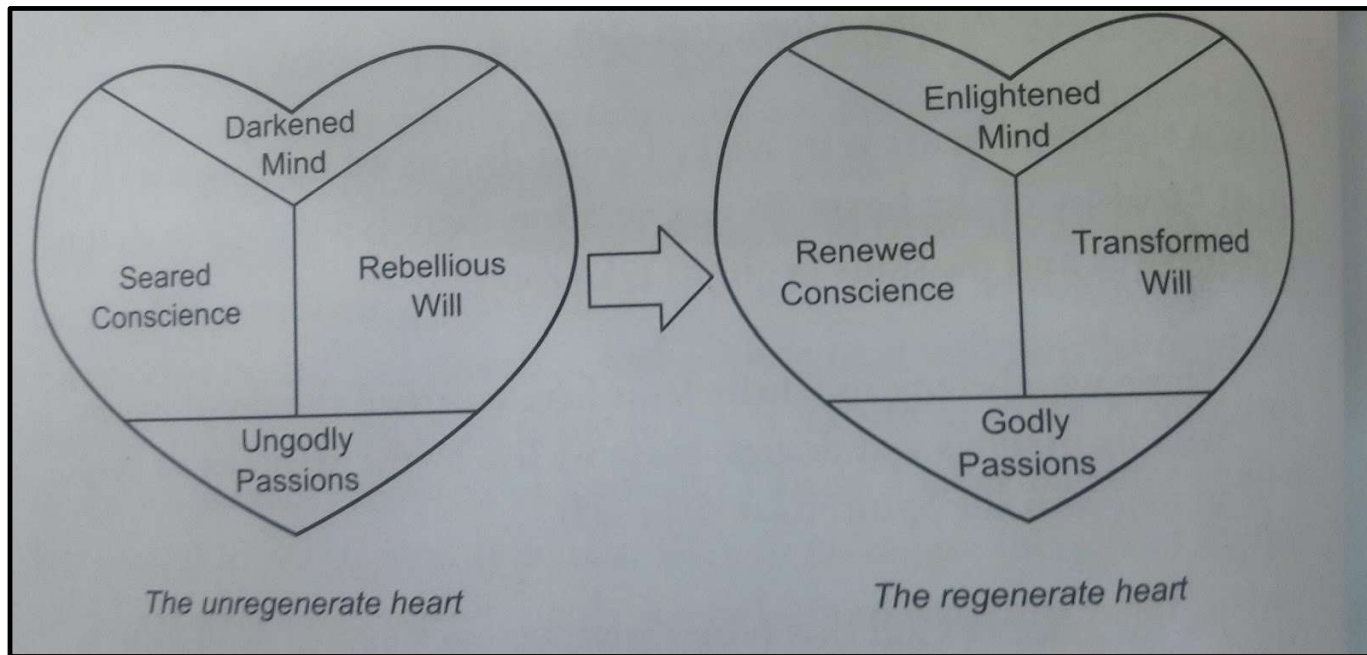 Darkened
Mind
Seared
Conscience
Rebellious
Will
Ungodly
Passions
The unregenerate heart
Enlightened
Mind
Renewed
Conscience
Transformed
Will
Godly
Passions
The regenerate heart